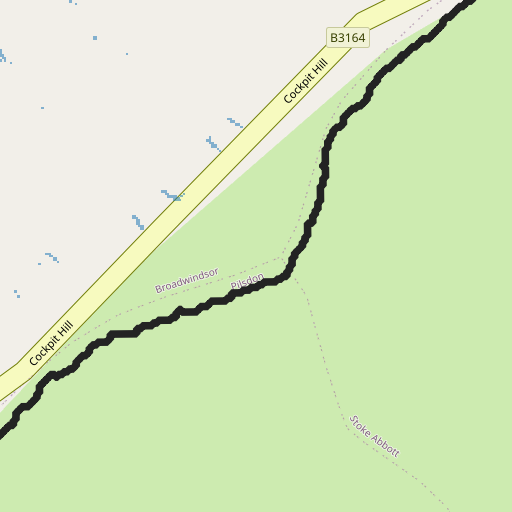 B3164
Cockpit Hill
Broadwindsor
Pilsdon
Cockpit Hill
Stoke Abbott